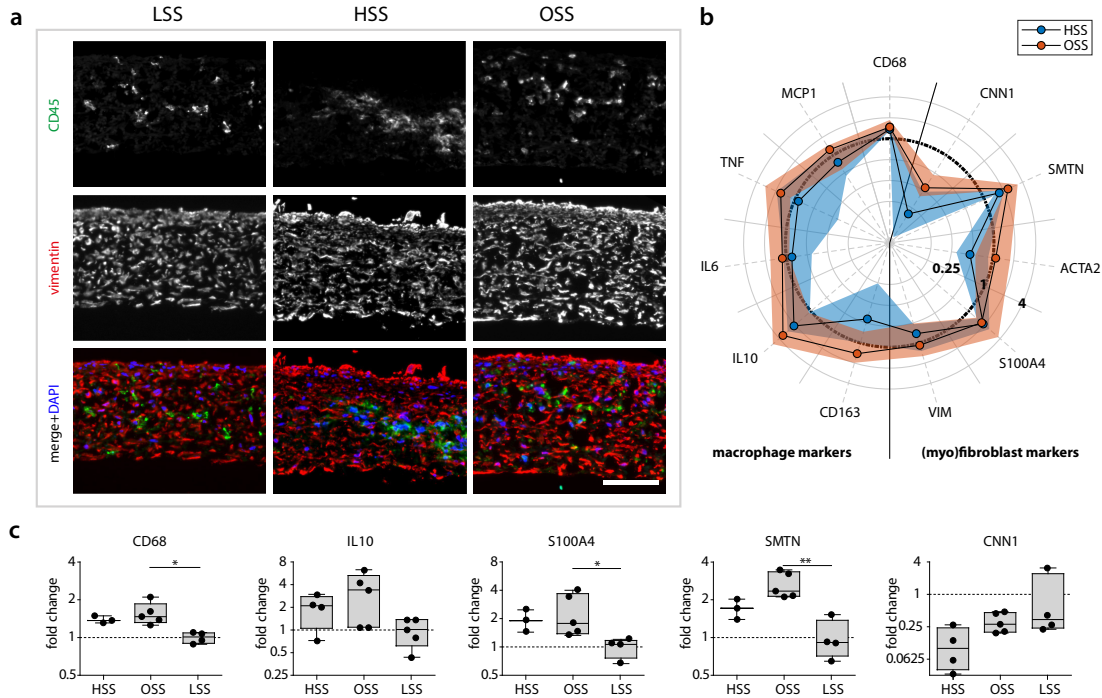 a
LSS HSS OSS
CD45
vimentin
merge+DAPI
b
HSS
OSS
CD68
CNN1
SMTN
ACTA2
S100A4
VIM
CD163
IL10
IL6
TNF
MCP1
0.25
1
4
macrophage markers
(myo)fibroblast markers
c
CD68
fold change
4
2
1
0.5
*
HSS OSS LSS
IL10
fold change
8
4
2
1
0.5
0.25
HSS OSS LSS
S100A4
fold change
8
4
2
1
0.5
*
HSS OSS LSS
SMTN
fold change
4
2
1
0.5
**
HSS OSS LSS
CNN1
fold change
4
1
0.25
0.0625
HSS OSS LSS